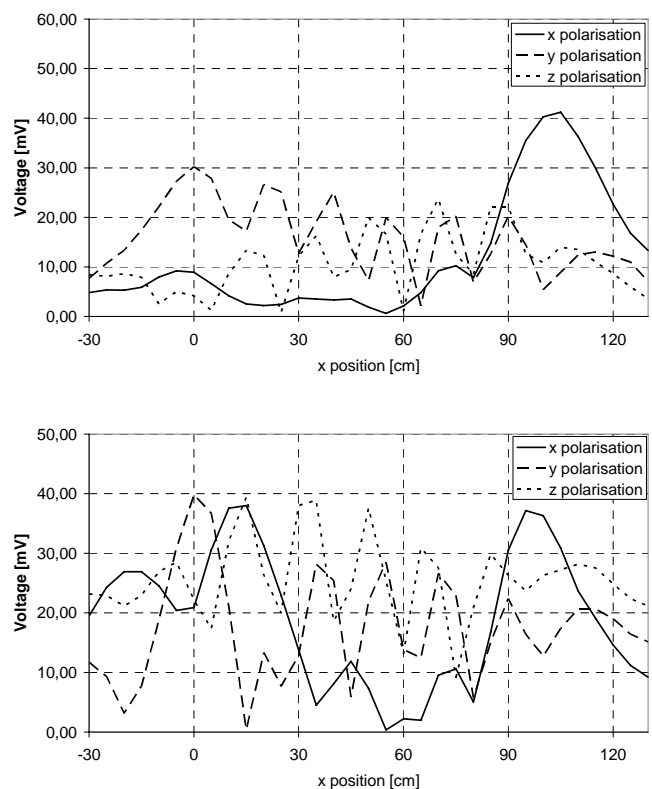 60,00
50,00
40,00
30,00
20,00
10,00
0,00
Voltage [mV]
-30 0 30 60 90 120
x position [cm]
x polarisation
y polarisation
z polarisation
50,00
40,00
30,00
20,00
10,00
0,00
Voltage [mV]
-30 0 30 60 90 120
x position [cm]
x polarisation
y polarisation
z polarisation